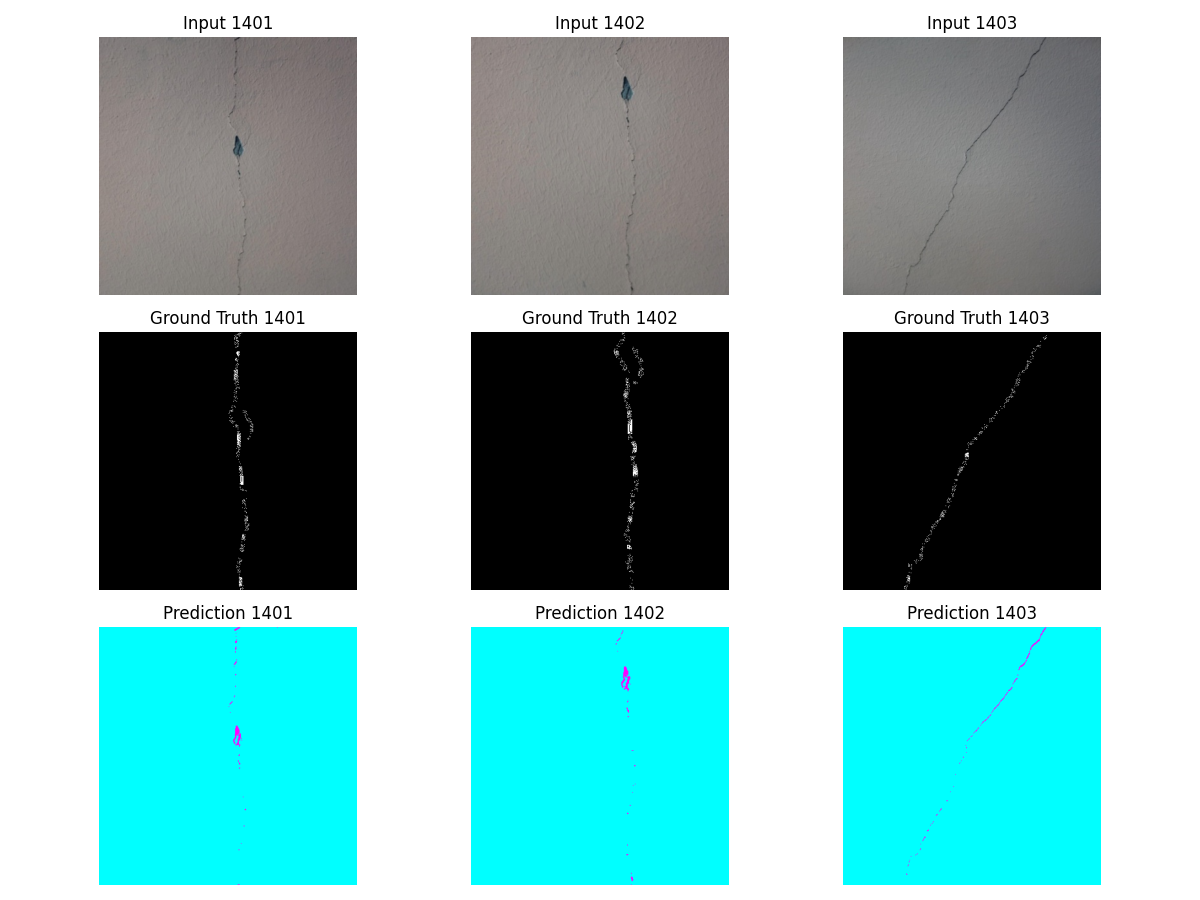 Input 1401
Input 1402
Input 1403
Ground Truth 1401
Ground Truth 1402
Ground Truth 1403
Prediction 1401
Prediction 1402
Prediction 1403